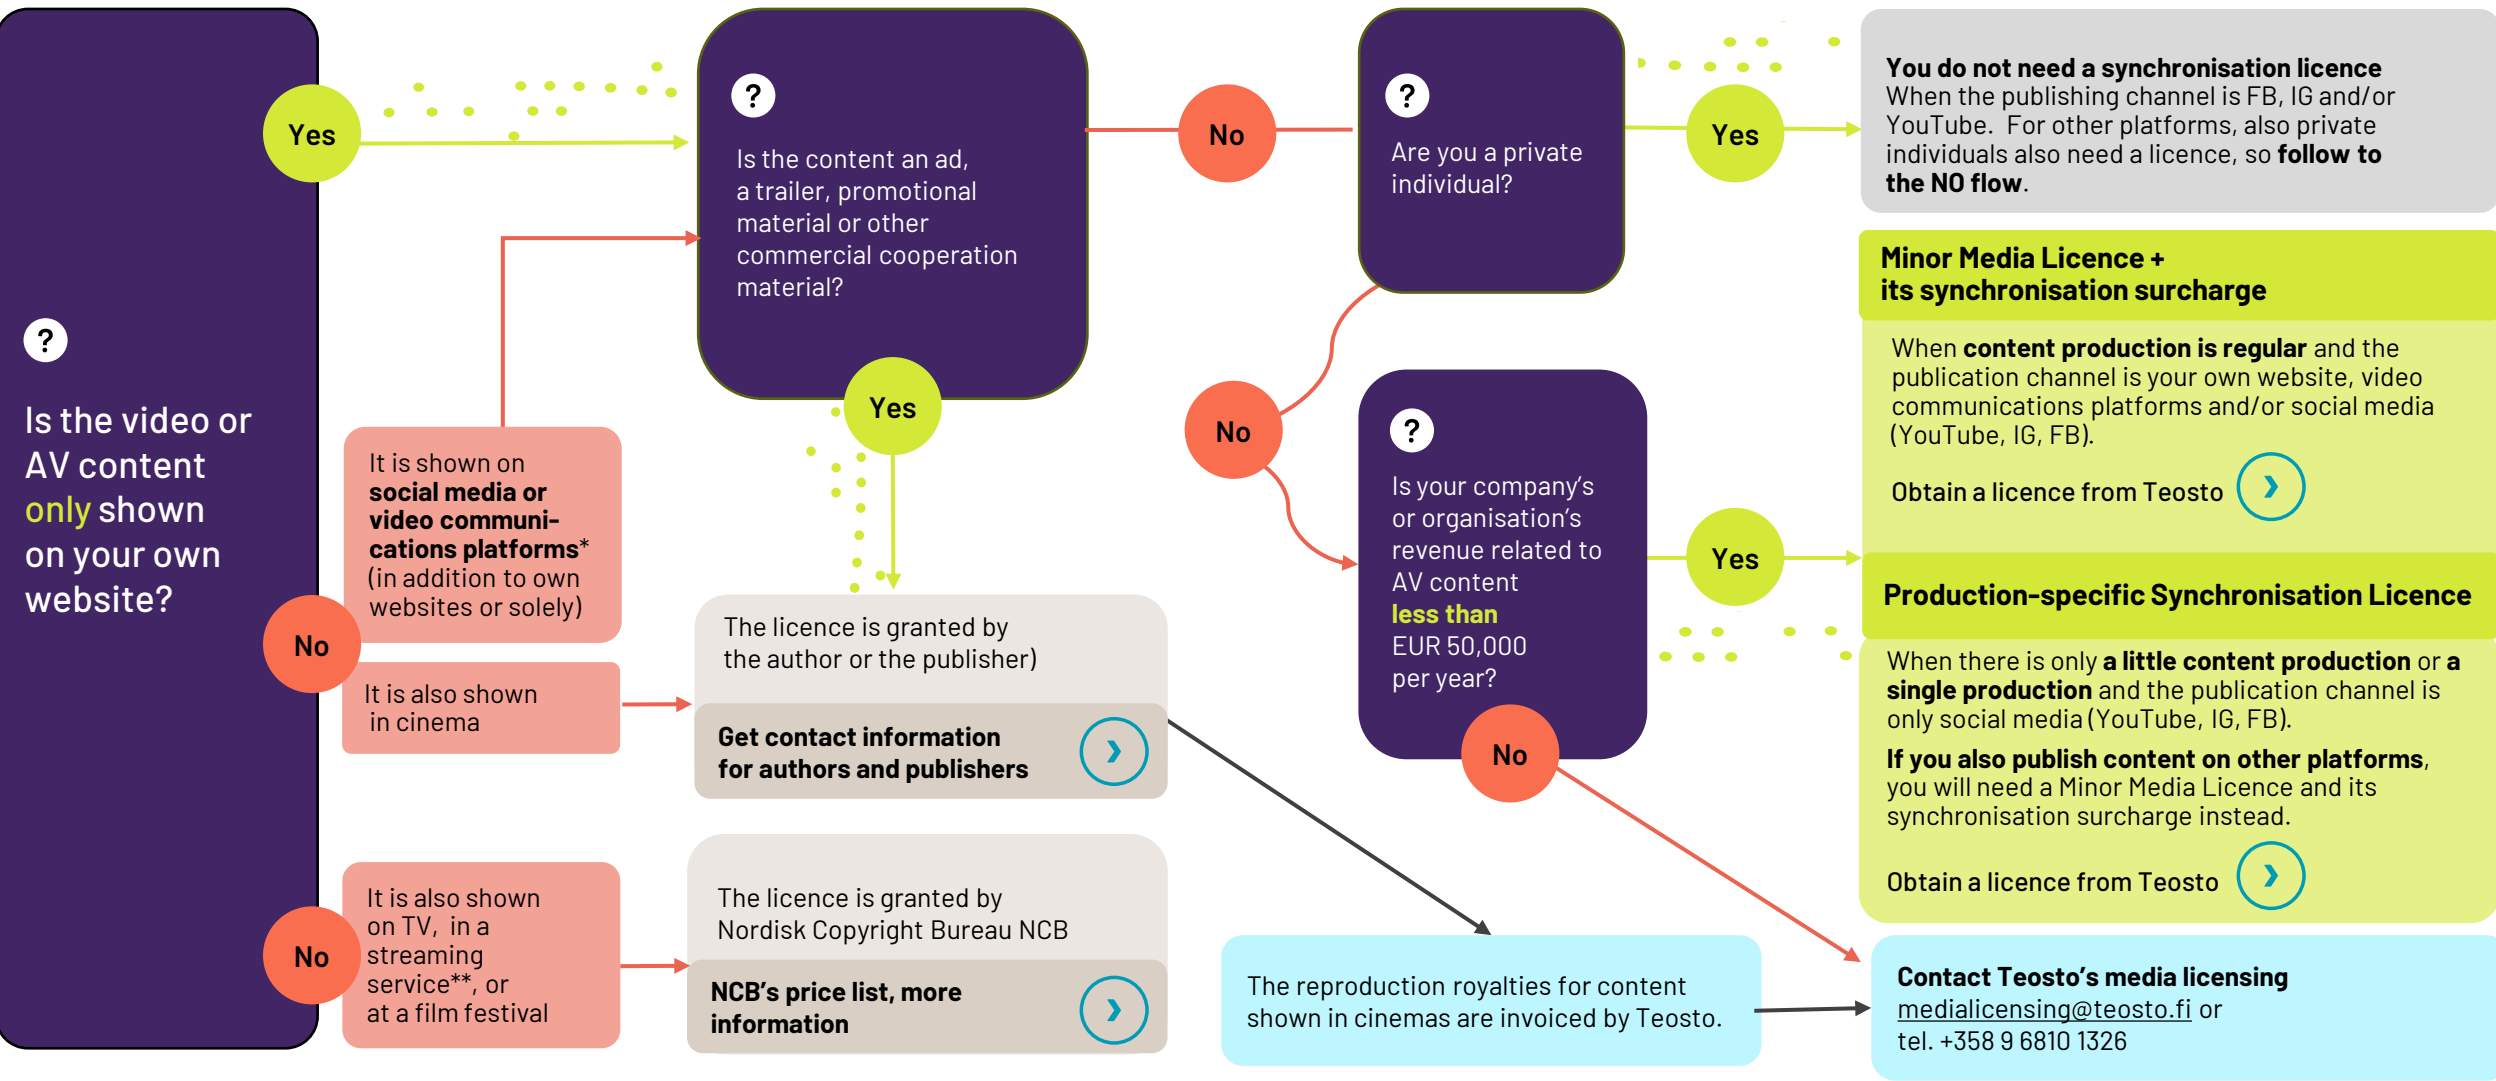 ?
Is the video or
AV content
only shown
on your own
website?
Yes
No
No
It is shown on
social media or
video communi-
cations platforms*
(in addition to own
websites or solely)
It is also shown
in cinema
It is also shown
on TV, in a
streaming
service**, or
at a film festival
?
Is the content an ad,
a trailer, promotional
material or other
commercial cooperation
material?
Yes
No
The licence is granted by
the author or the publisher)
Get contact information
for authors and publishers
The licence is granted by
Nordisk Copyright Bureau NCB
NCB's price list, more
information
?
Are you a private
individual?
Yes
No
?
Is your company's
or organisation's
revenue related to
AV content
less than
EUR 50,000
per year?
Yes
No
The reproduction royalties for content
shown in cinemas are invoiced by Teosto.
You do not need a synchronisation licence
When the publishing channel is FB, IG and/or
YouTube. For other platforms, also private
individuals also need a licence, so follow to
the NO flow.
Minor Media Licence +
its synchronisation surcharge
When content production is regular and the
publication channel is your own website, video
communications platforms and/or social media
(YouTube, IG, FB).
Obtain a licence from Teosto
Production-specific Synchronisation Licence
When there is only a little content production or a
single production and the publication channel is
only social media (YouTube, IG, FB).
If you also publish content on other platforms,
you will need a Minor Media Licence and its
synchronisation surcharge instead.
Obtain a licence from Teosto
Contact Teosto's media licensing
medialicensing@teosto.fi or
tel. +358 9 6810 1326